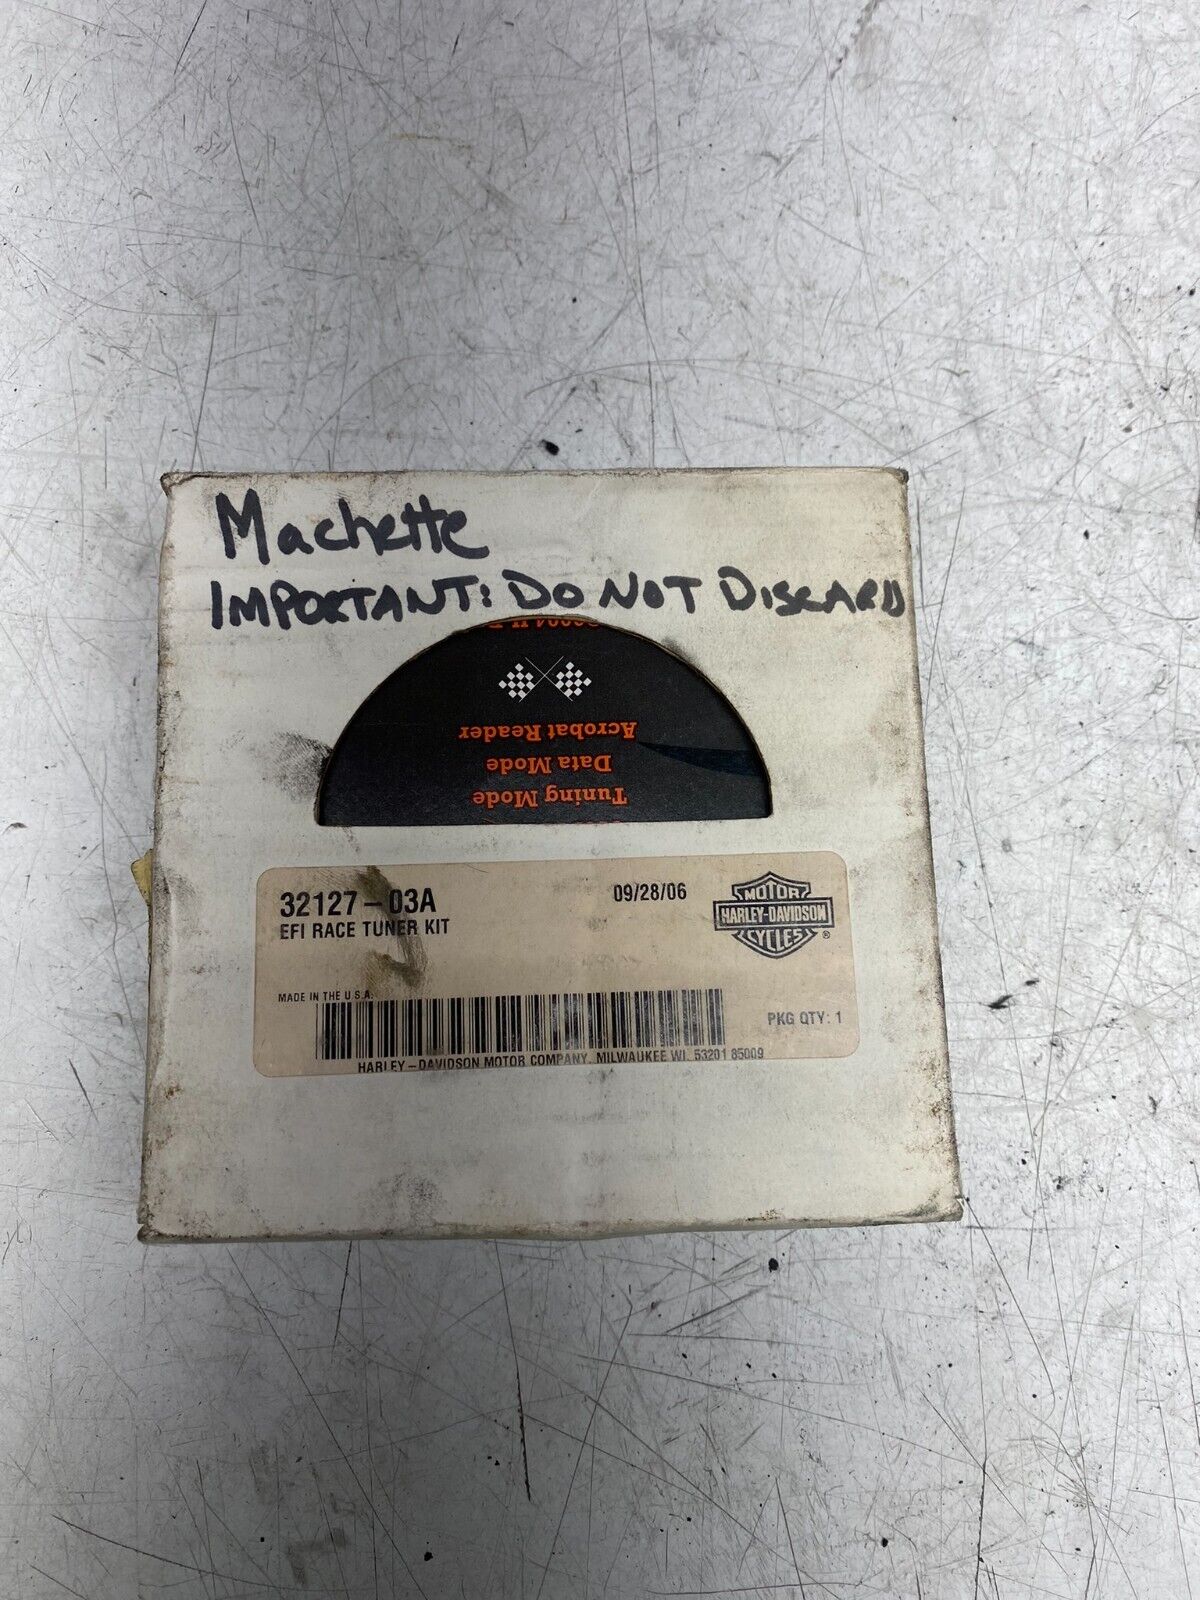 Machette
IMPORTANT: DO NOT DISCARD
Acrobat Reader
Data Mode
Tuning Mode
32127-03A
09/28/06
EFI RACE TUNER KIT
MOTOR
HARLEY-DAVIDSON
CYCLES
®
MADE IN THE U.S.A.
PKG QTY: 1
HARLEY-DAVIDSON MOTOR COMPANY, MILWAUKEE WI. 53201 85009